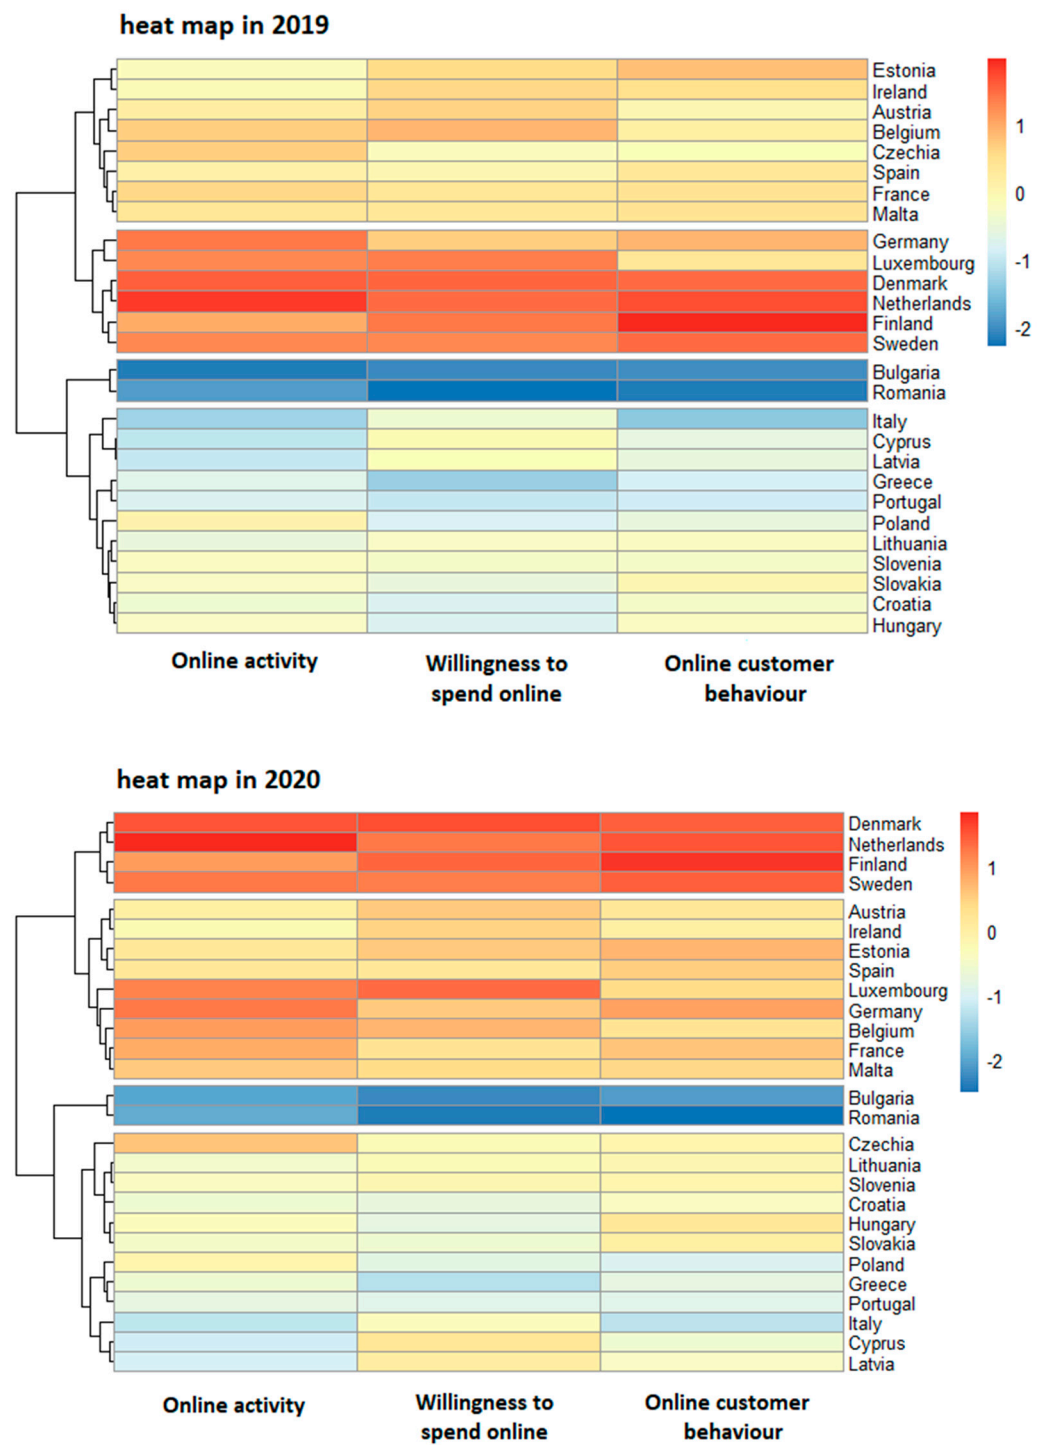 heat map in 2019
Estonia
Ireland
Austria
Belgium
Czechia
Spain
France
Malta
Germany
Luxembourg
Denmark
Netherlands
Finland
Sweden
Bulgaria
Romania
Italy
Cyprus
Latvia
Greece
Portugal
Poland
Lithuania
Slovenia
Slovakia
Croatia
Hungary
1
0
-1
-2
Online activity
Willingness to
spend online
Online customer
behaviour
heat map in 2020
Denmark
Netherlands
Finland
Sweden
Austria
Ireland
Estonia
Spain
Luxembourg
Germany
Belgium
France
Malta
Bulgaria
Romania
Czechia
Lithuania
Slovenia
Croatia
Hungary
Slovakia
Poland
Greece
Portugal
Italy
Cyprus
Latvia
1
0
-1
-2
Online activity
Willingness to
spend online
Online customer
behaviour